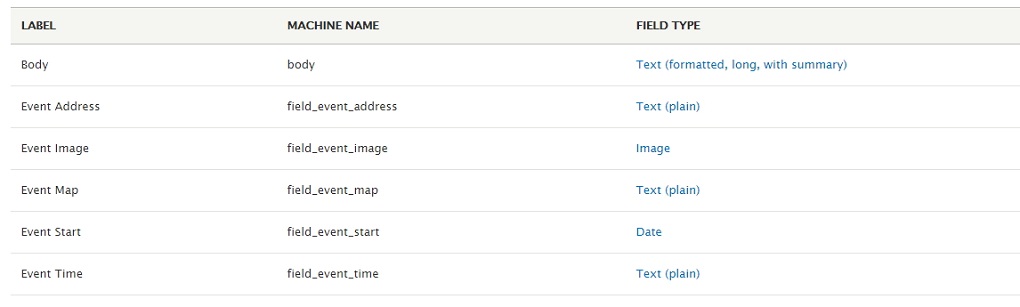 LABEL MACHINE NAME FIELD TYPE
Body body Text (formatted, long, with summary)
Event Address field_event_address Text (plain)
Event Image field_event_image Image
Event Map field_event_map Text (plain)
Event Start field_event_start Date
Event Time field_event_time Text (plain)